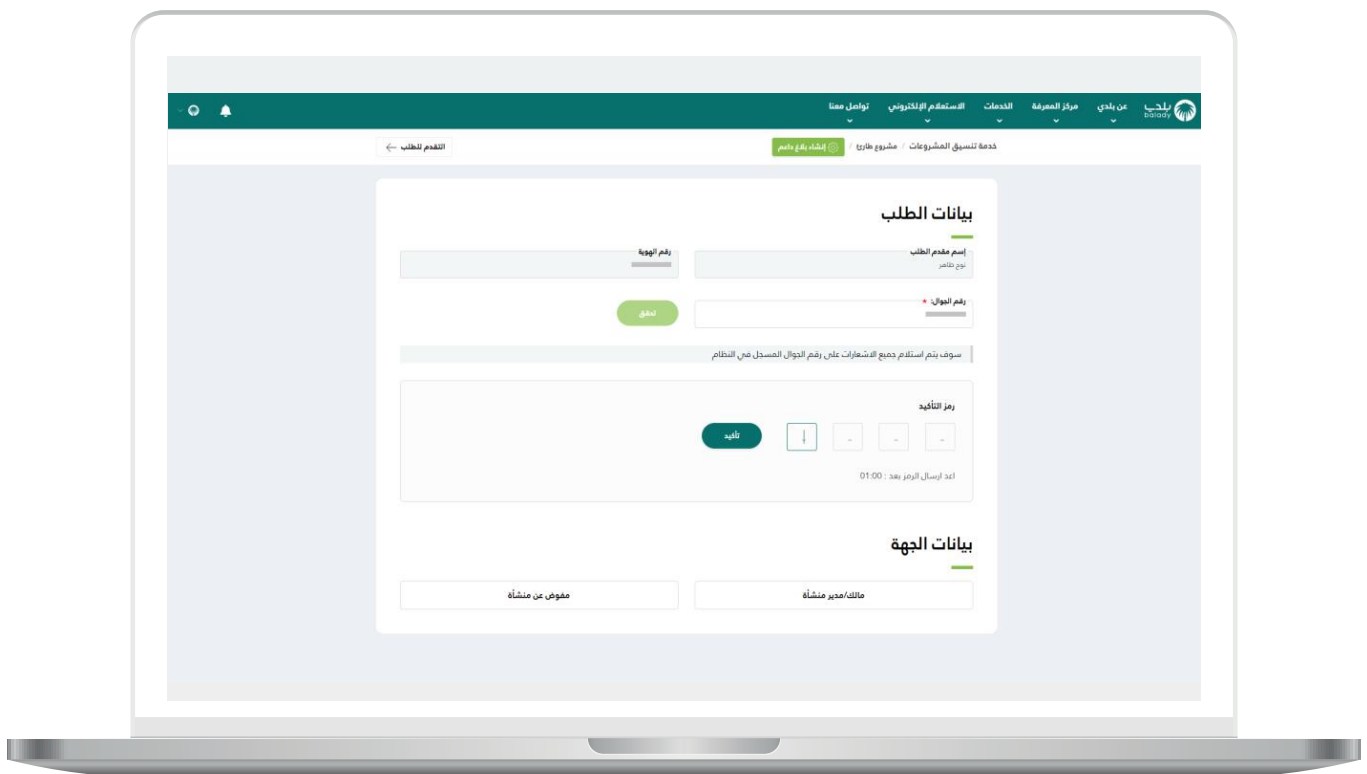 بلدي balady
عن بلدي مركز المعرفة الخدمات الاستعلام الإلكتروني تواصل معنا
خدمة تنسيق المشروعات / مشروع طارئ / إنشاء بلاغ داعم
التقدم للطلب ←
بيانات الطلب
إسم مقدم الطلب
نوح ظاهر
رقم الهوية
رقم الجوال: *
تحقق
سوف يتم استلام جميع الاشعارات على رقم الجوال المسجل في النظام
رمز التأكيد
- - -
تأكيد
اعد ارسال الرمز بعد : 01:00
بيانات الجهة
مالك/مدير منشأة
مفوض عن منشأة